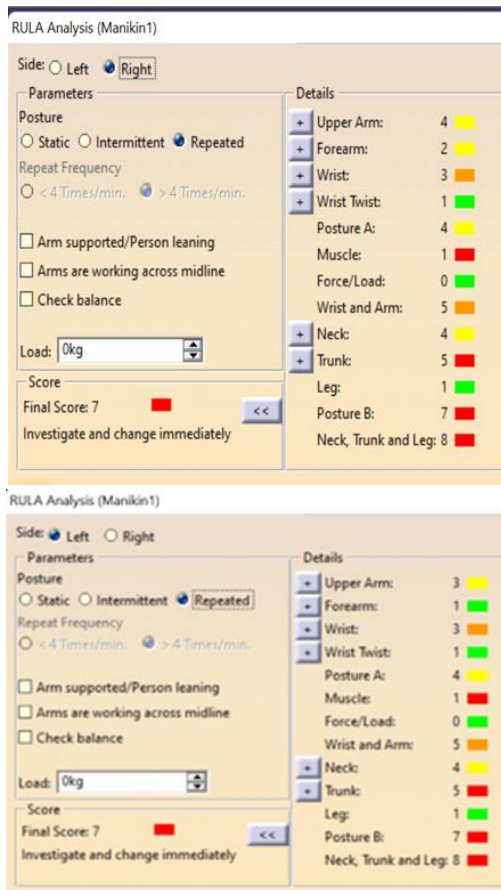 RULA Analysis (Manikin1)
Side: Left Right
Parameters
Posture
Static Intermittent Repeated
Repeat Frequency
< 4 Times/min. > 4 Times/min.
Arm supported/Person leaning
Arms are working across midline
Check balance
Load: 0kg
Score
Final Score: 7
<<
Investigate and change immediately
Details
+ Upper Arm: 4
+ Forearm: 2
+ Wrist: 3
+ Wrist Twist: 1
Posture A: 4
Muscle: 1
Force/Load: 0
Wrist and Arm: 5
+ Neck: 4
+ Trunk: 5
Leg: 1
Posture B: 7
Neck, Trunk and Leg: 8
RULA Analysis (Manikin1)
Side: Left Right
Parameters
Posture
Static Intermittent Repeated
Repeat Frequency
< 4 Times/min. > 4 Times/min.
Arm supported/Person leaning
Arms are working across midline
Check balance
Load: 0kg
Score
Final Score: 7
<<
Investigate and change immediately
Details
+ Upper Arm: 3
+ Forearm: 1
+ Wrist: 3
+ Wrist Twist: 1
Posture A: 4
Muscle: 1
Force/Load: 0
Wrist and Arm: 5
+ Neck: 4
+ Trunk: 5
Leg: 1
Posture B: 7
Neck, Trunk and Leg: 8